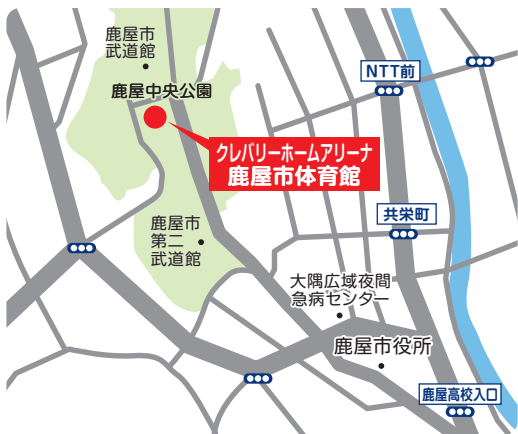 鹿屋市
武道館
NTT前
鹿屋中央公園
クレバリーホームアリーナ
鹿屋市体育館
共栄町
鹿屋市
第二
武道館
大隅広域夜間
急病センター
鹿屋市役所
鹿屋高校入口